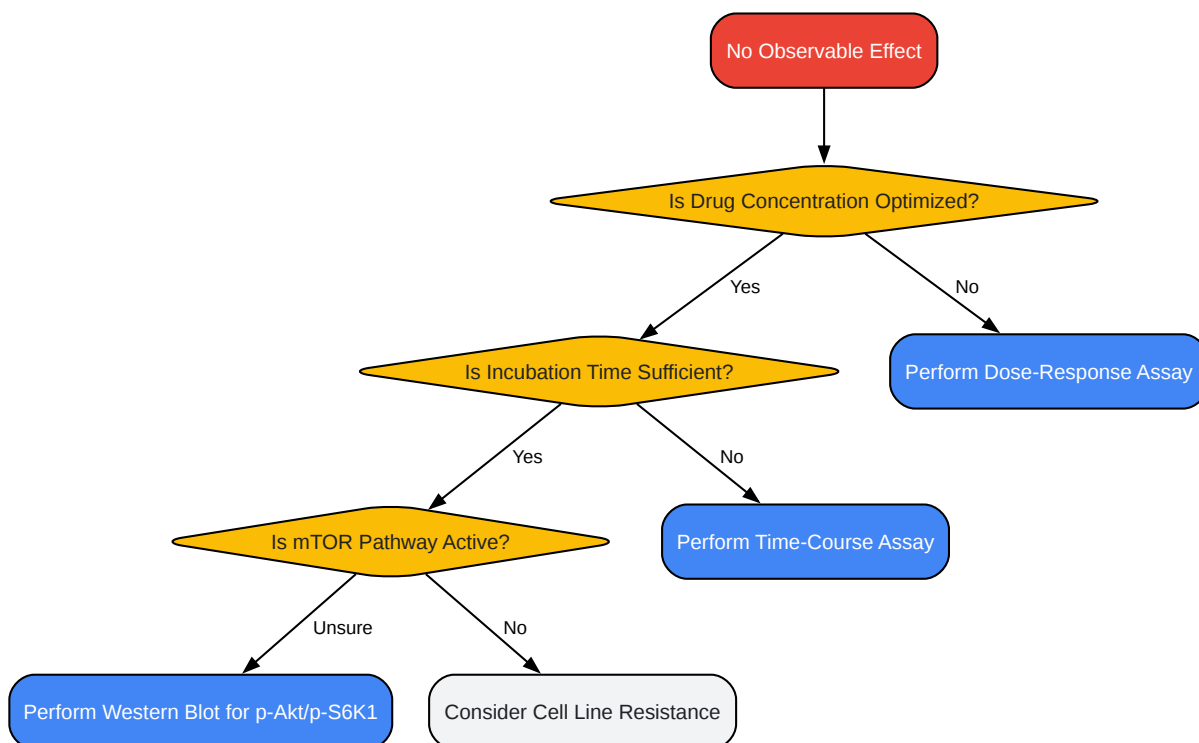 No Observable Effect
Is Drug Concentration Optimized?
Yes
No
Is Incubation Time Sufficient?
Perform Dose-Response Assay
Yes
No
Is mTOR Pathway Active?
Perform Time-Course Assay
Unsure
No
Perform Western Blot for p-Akt/p-S6K1
Consider Cell Line Resistance